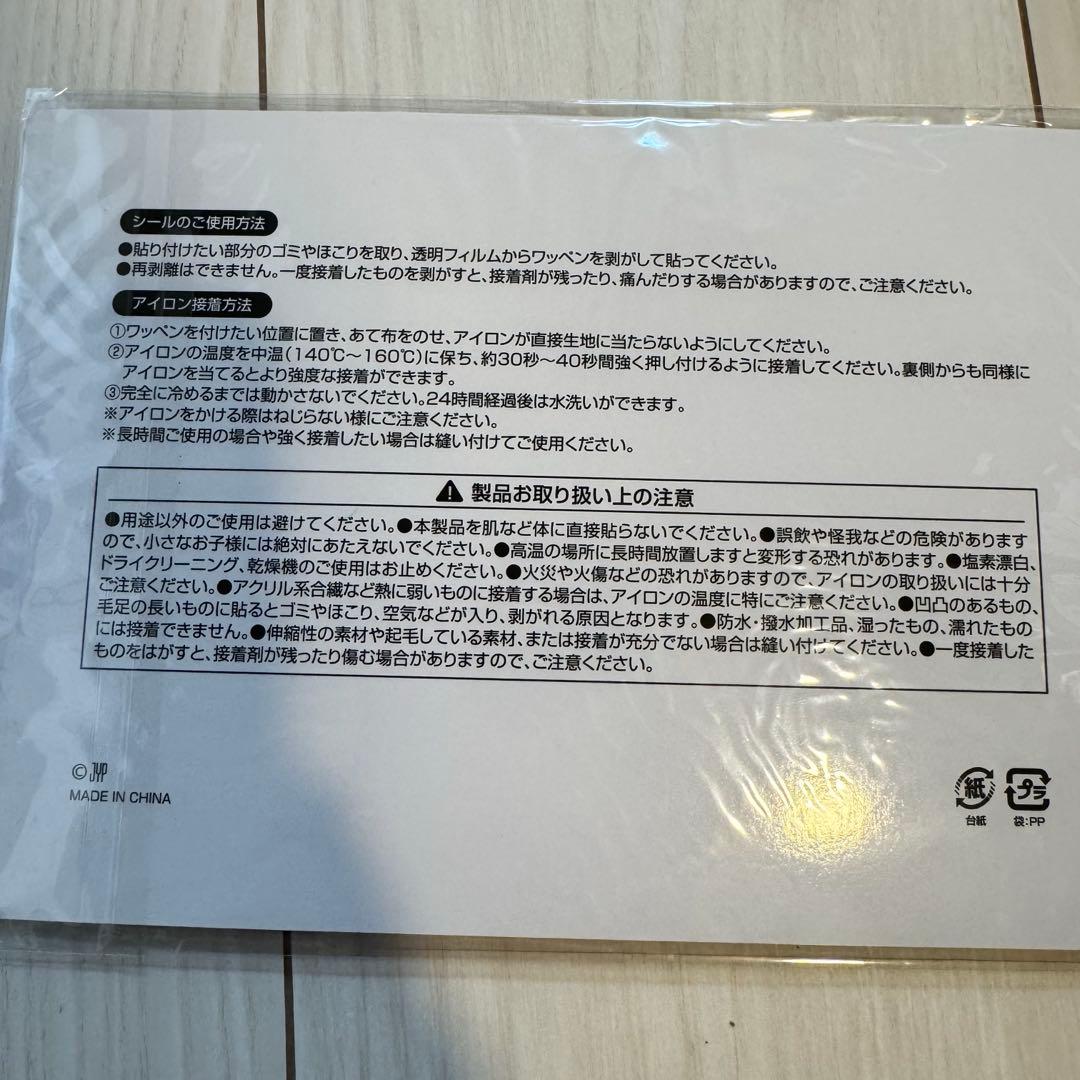 シールのご使用方法
●貼り付けたい部分のゴミやほこりを取り、透明フィルムからワッペンを剥がして貼ってください。
●再剥離はできません。一度接着したものを剥がすと、接着剤が残ったり、痛んだりする場合がありますので、ご注意ください。
アイロン接着方法
①ワッペンを付けたい位置に置き、あて布をのせ、アイロンが直接生地に当たらないようにしてください。
②アイロンの温度を中温(140℃～160℃)に保ち、約30秒～40秒間強く押し付けるように接着してください。裏側からも同様に
アイロンを当てるとより強度な接着ができます。
③完全に冷めるまでは動かさないでください。24時間経過後は水洗いができます。
※アイロンをかける際はねじらない様にご注意ください。
※長時間ご使用の場合や強く接着したい場合は縫い付けてご使用ください。
製品お取り扱い上の注意
●用途以外のご使用は避けてください。●本製品を肌など体に直接貼らないでください。●誤飲や怪我などの危険があります
ので、小さなお子様には絶対にあたえないでください。●高温の場所に長時間放置しますと変形する恐れがあります。●塩素漂白、
ドライクリーニング、乾燥機のご使用はお止めください。●火災や火傷などの恐れがありますので、アイロンの取り扱いには十分
ご注意ください。●アクリル系合繊など熱に弱いものに接着する場合は、アイロンの温度に特にご注意ください。●凹凸のあるもの、
毛足の長いものに貼るとゴミやほこり、空気などが入り、剥がれる原因となります。●防水・撥水加工品、湿ったもの、濡れたもの
には接着できません。●伸縮性の素材や起毛している素材、または接着が充分でない場合は縫い付けてください。●一度接着した
ものをはがすと、接着剤が残ったり傷む場合がありますので、ご注意ください。
© JYP
MADE IN CHINA
紙
台紙
プラ
袋:PP